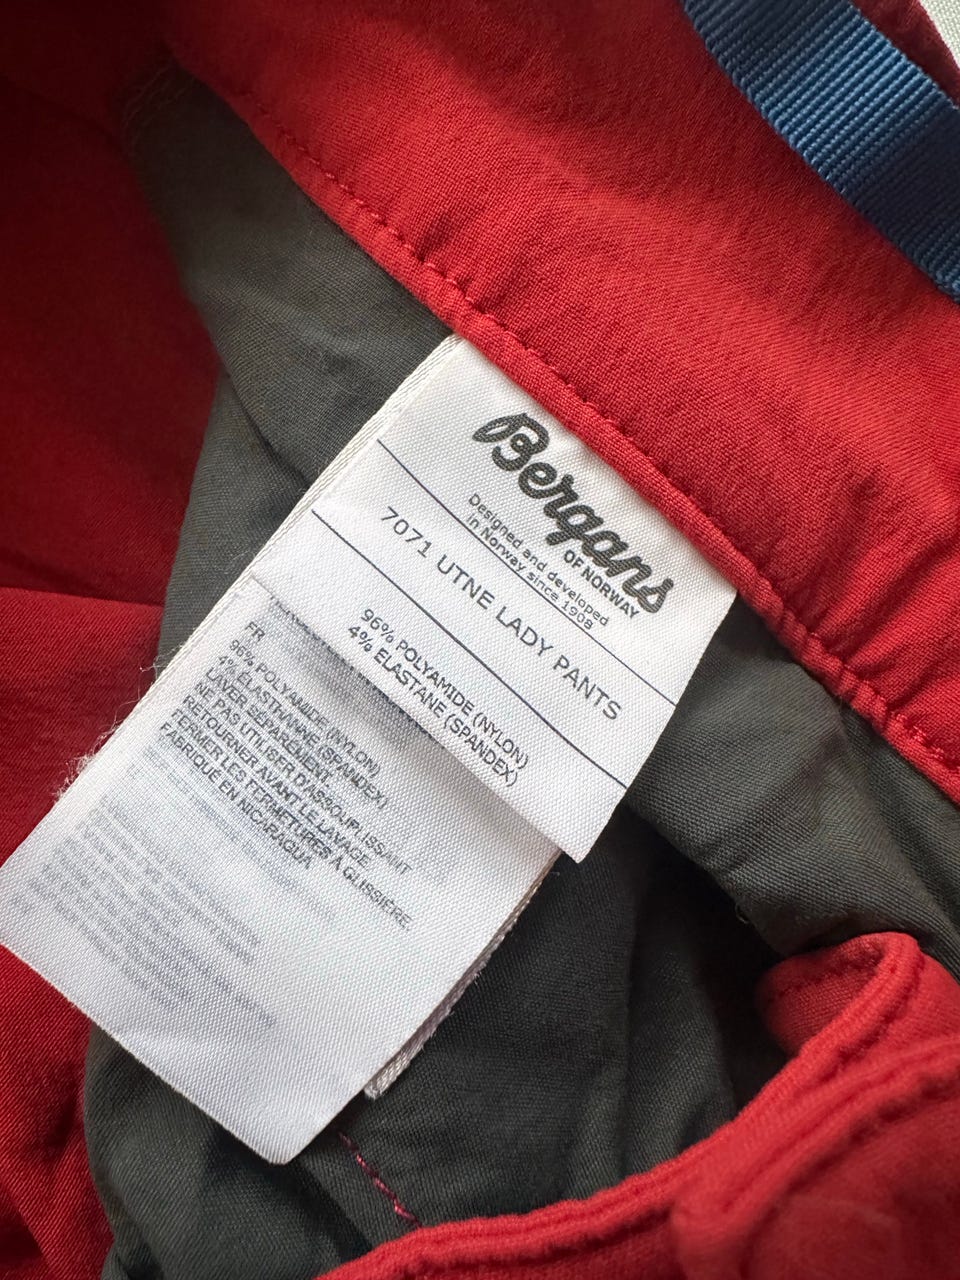 Bergans
OF NORWAY
Designed and developed
in Norway since 1908
7071 UTNE LADY PANTS
96% POLYAMIDE (NYLON)
4% ELASTANE (SPANDEX)
FR
96% POLYAMIDE (NYLON)
4% ÉLASTHANNE (SPANDEX)
LAVER SÉPARÉMENT.
NE PAS UTILISER D'ASSOUPLISSANT
RETOURNER AVANT LE LAVAGE
FERMER LES FERMETURES À GLISSIÈRE.
FABRIQUÉ EN NICARAGUA